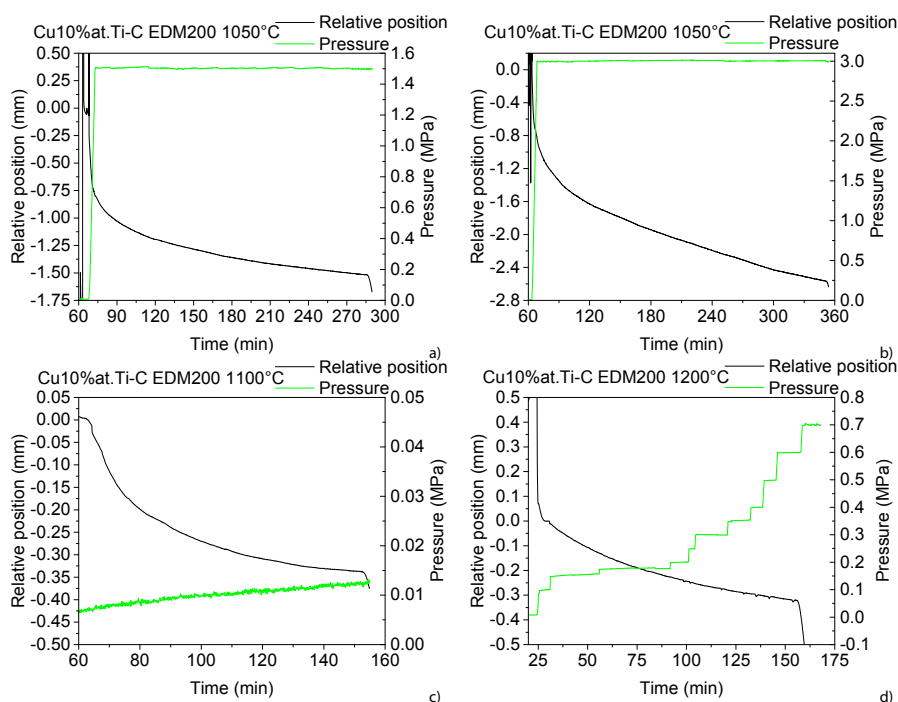 Relative position
Pressure
Cu10%at.Ti-C EDM200 1050°C
0.50
0.25
0.00
-0.25
-0.50
-0.75
-1.00
-1.25
-1.50
-1.75
Relative position (mm)
1.6
1.4
1.2
1.0
0.8
0.6
0.4
0.2
0.0
Pressure (MPa)
60 90 120 150 180 210 240 270 300
Time (min)
a)
Relative position
Pressure
Cu10%at.Ti-C EDM200 1050°C
0.0
-0.4
-0.8
-1.2
-1.6
-2.0
-2.4
-2.8
Relative position (mm)
3.0
2.5
2.0
1.5
1.0
0.5
0.0
Pressure (MPa)
60 120 180 240 300 360
Time (min)
b)
Relative position
Pressure
Cu10%at.Ti-C EDM200 1100°C
0.05
0.00
-0.05
-0.10
-0.15
-0.20
-0.25
-0.30
-0.35
-0.40
-0.45
-0.50
Relative position (mm)
0.05
0.04
0.03
0.02
0.01
0.00
Pressure (MPa)
60 80 100 120 140 160
Time (min)
c)
Relative position
Pressure
Cu10%at.Ti-C EDM200 1200°C
0.5
0.4
0.3
0.2
0.1
0.0
-0.1
-0.2
-0.3
-0.4
-0.5
Relative position (mm)
0.8
0.7
0.6
0.5
0.4
0.3
0.2
0.1
0.0
-0.1
Pressure (MPa)
25 50 75 100 125 150 175
Time (min)
d)